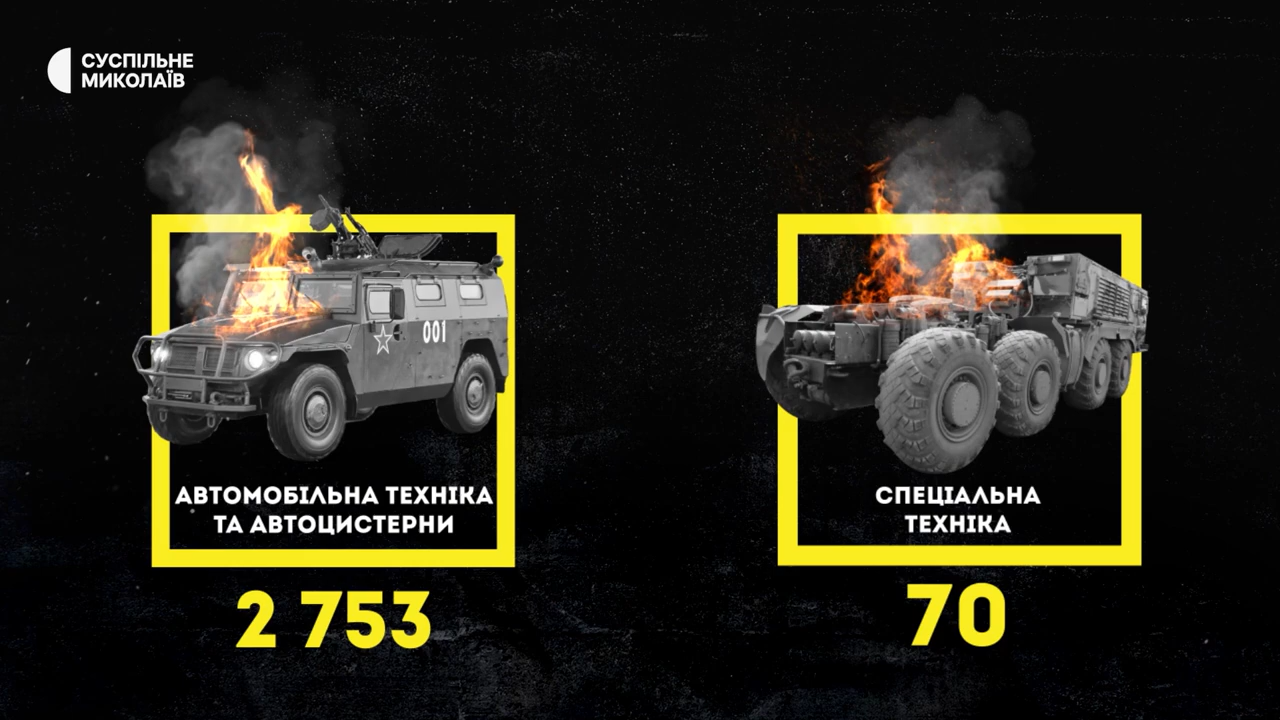 СУСПІЛЬНЕ
МИКОЛАЇВ
001
АВТОМОБІЛЬНА ТЕХНІКА
ТА АВТОЦИСТЕРНИ
2 753
СПЕЦІАЛЬНА
ТЕХНІКА
70